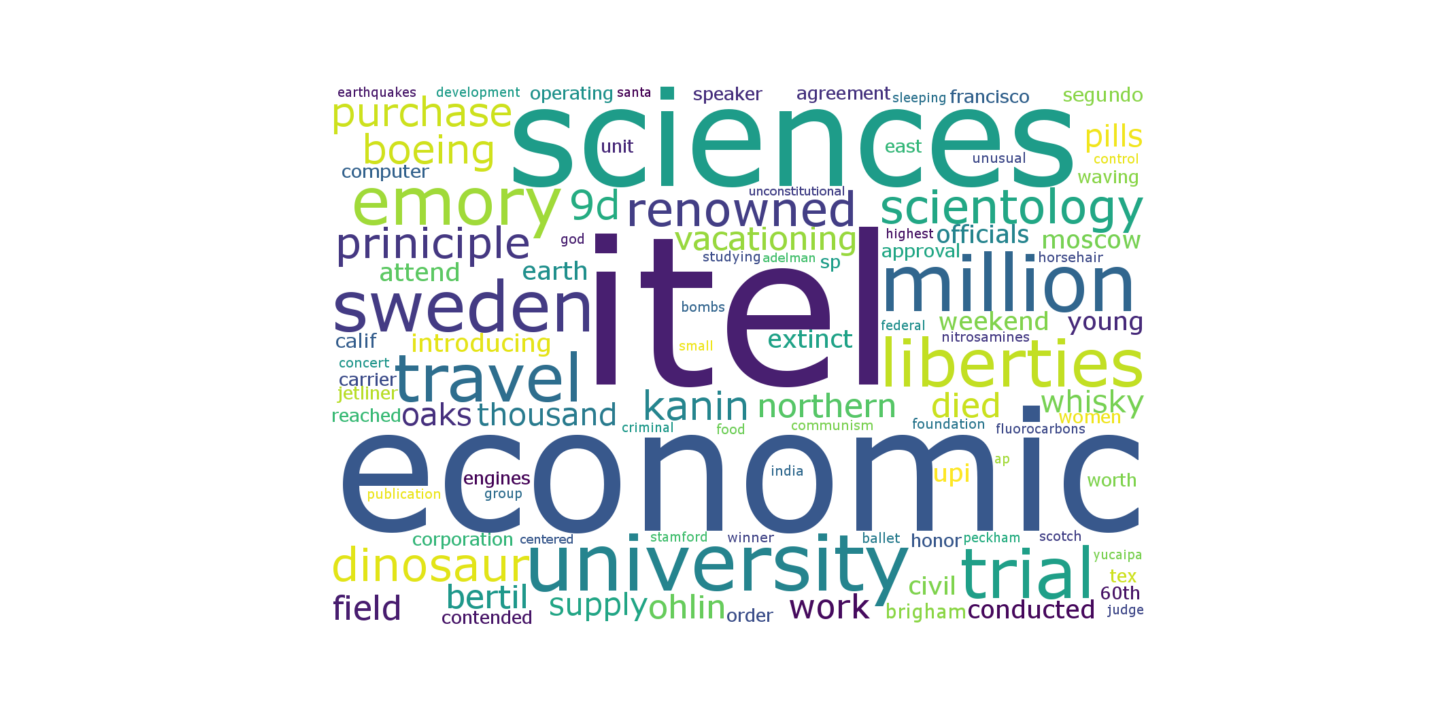 earthquakes development operating santa speaker agreement sleeping francisco segundo
purchase sciences pills
boeing unit east unusual control
computer waving
emory 9d unconstitutional renowned scientology
priniciple god vacationing highest officials moscow
attend earth studying adelman sp approval horsehair
sweden itel bombs million
calif introducing small extinct federal weekend young
nitrosamines
concert travel liberties
carrier
jetliner
reached oaks thousand kanin northern died whisky
criminal food communism foundation fluorocarbons women
economic
engines india upi ap worth
publication group
corporation centered stamford winner ballet honor peckham scotch
dinosaur university trial yucaipa
bertil civil tex
field contended supply ohlin order work brigham conducted 60th
judge